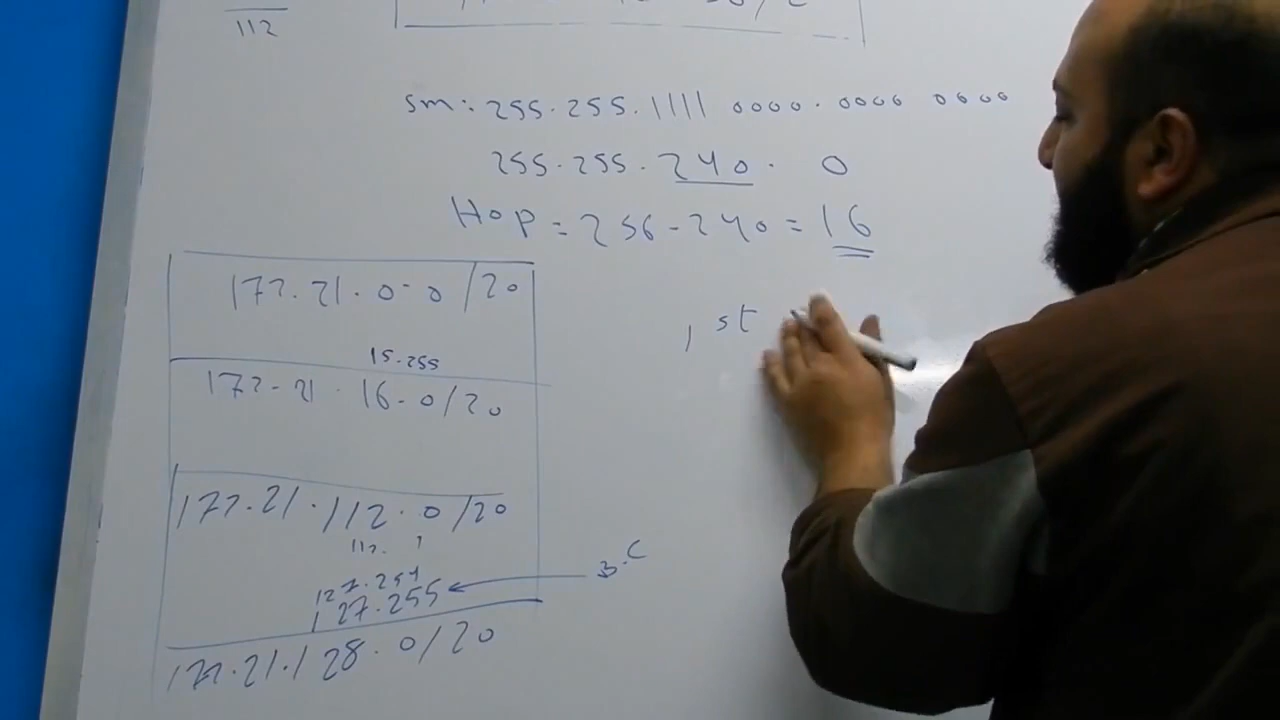 112
sm: 255.255.1111 0000.0000 0000
255.255.240.0
Hop = 256-240 = 16
172.21.0.0/20
15.255
172.21.16.0/20
172.21.112.0/20
112. 1
127.254
127.255
B.C
172.21.128.0/20
1st